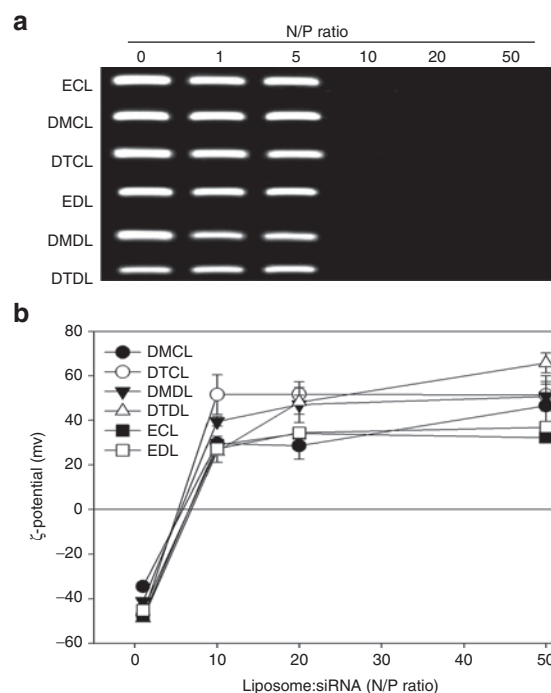 a
N/P ratio
0 1 5 10 20 50
ECL
DMCL
DTCL
EDL
DMDL
DTDL
b
80
60
40
20
0
−20
−40
−60
ζ-potential (mv)
DMCL
DTCL
DMDL
DTDL
ECL
EDL
0 10 20 30 40 50
Liposome:siRNA (N/P ratio)